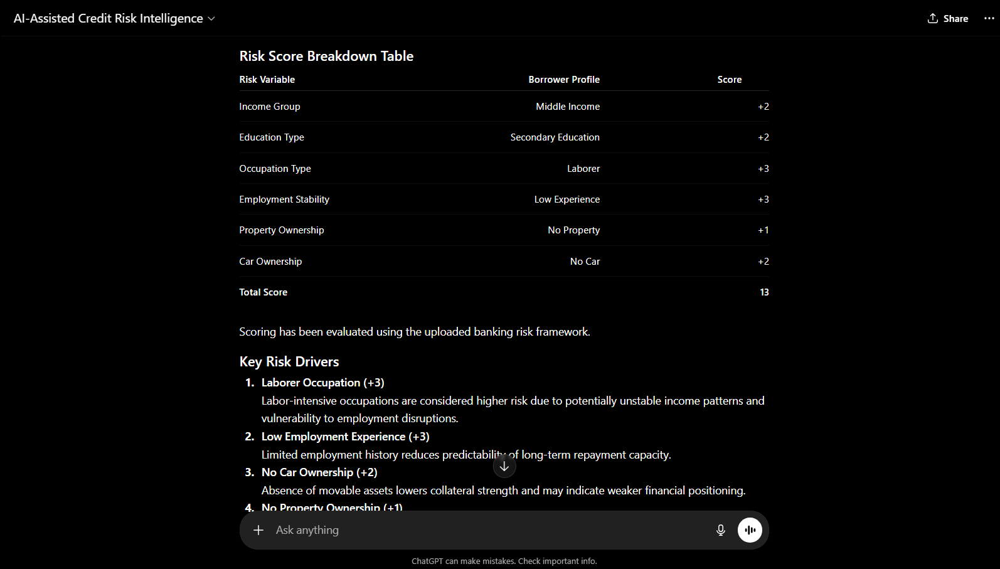 AI-Assisted Credit Risk Intelligence
Share
Risk Score Breakdown Table
Risk Variable Borrower Profile Score
Income Group Middle Income +2
Education Type Secondary Education +2
Occupation Type Laborer +3
Employment Stability Low Experience +3
Property Ownership No Property +1
Car Ownership No Car +2
Total Score 13
Scoring has been evaluated using the uploaded banking risk framework.
Key Risk Drivers
1. Laborer Occupation (+3)
Labor-intensive occupations are considered higher risk due to potentially unstable income patterns and
vulnerability to employment disruptions.
2. Low Employment Experience (+3)
Limited employment history reduces predictability of long-term repayment capacity.
3. No Car Ownership (+2)
Absence of movable assets lowers collateral strength and may indicate weaker financial positioning.
4. No Property Ownership (+1)
Ask anything
ChatGPT can make mistakes. Check important info.